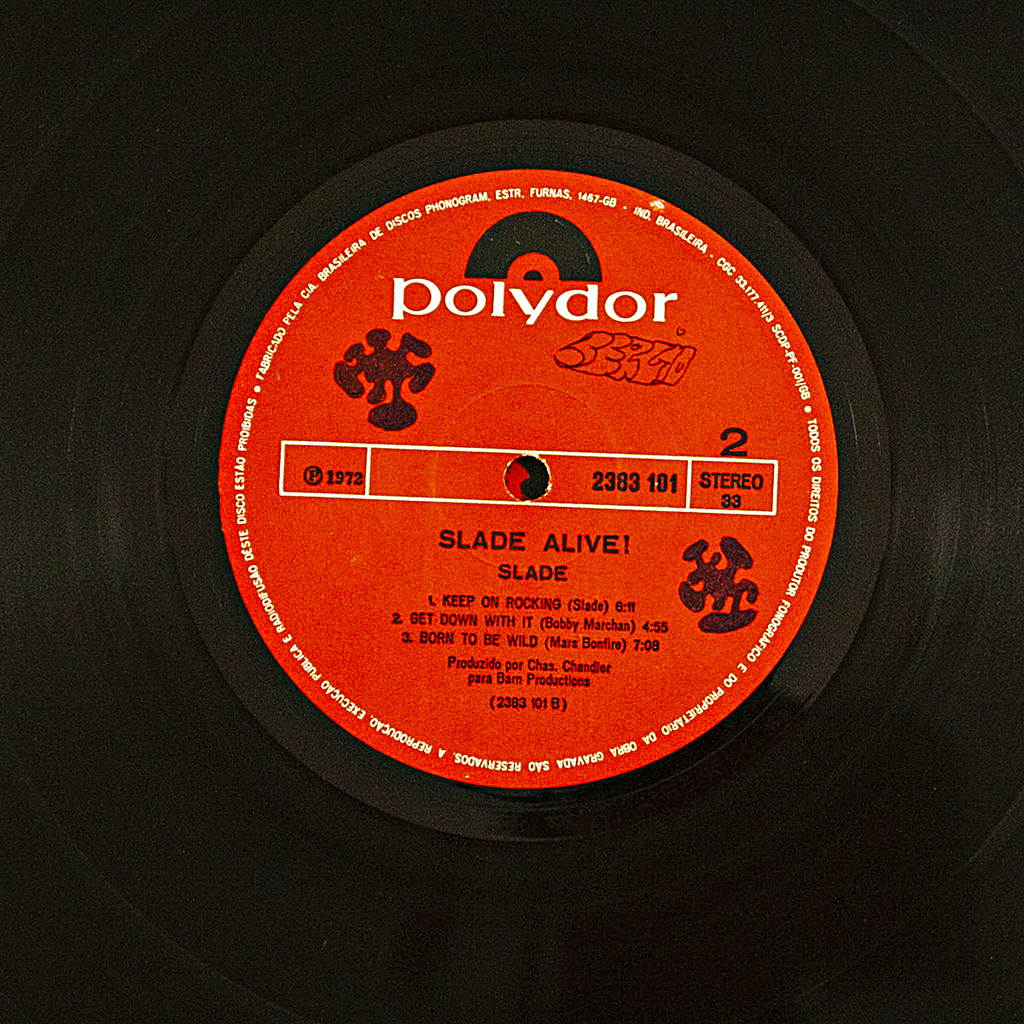 • FABRICADO PELA CIA. BRASILEIRA DE DISCOS PHONOGRAM, ESTR. FURNAS, 1467-GB - IND. BRASILEIRA - CGC 33.177.411/3 SCDP-PF.001/GB • TODOS OS DIREITOS DO PRODUTOR FONOGRÁFICO E DO PROPRIETÁRIO DA OBRA GRAVADA SÃO RESERVADOS. A REPRODUÇÃO, EXECUÇÃO PUBLICA E RADIODIFUSÃO DÊSTE DISCO ESTÃO PROIBIDAS
polydor
SERGIO
2
℗ 1972
2383 101
STEREO
33
SLADE ALIVE!
SLADE
1. KEEP ON ROCKING (Slade) 6:11
2. GET DOWN WITH IT (Bobby Marchan) 4:55
3. BORN TO BE WILD (Mars Bonfire) 7:08
Produzido por Chas. Chandler
para Barn Productions
(2383 101 B)